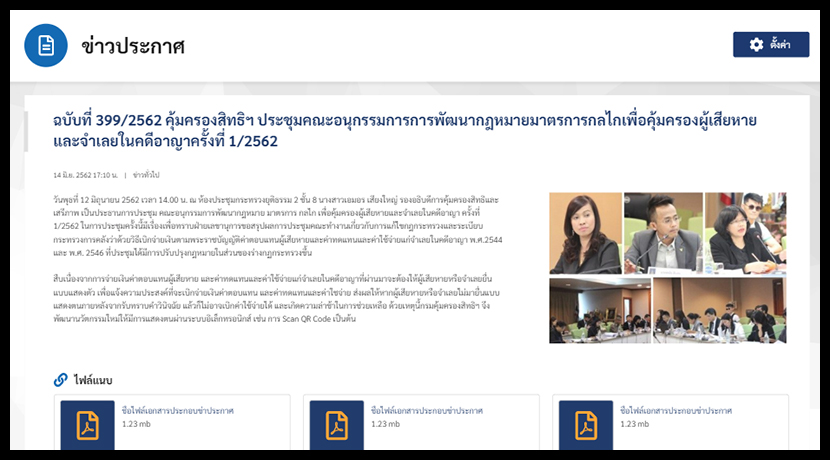 ข่าวประกาศ
ตั้งค่า
ฉบับที่ 399/2562 คุ้มครองสิทธิฯ ประชุมคณะอนุกรรมการการพัฒนากฎหมายมาตรการกลไกเพื่อคุ้มครองผู้เสียหาย
และจำเลยในคดีอาญาครั้งที่ 1/2562
14 มิ.ย. 2562 17:10 น. | ข่าวทั่วไป
วันพุธที่ 12 มิถุนายน 2562 เวลา 14.00 น. ณ ห้องประชุมกระทรวงยุติธรรม 2 ชั้น 8 นางสาวเอมอร เสียงใหญ่ รองอธิบดีการคุ้มครองสิทธิและ
เสรีภาพ เป็นประธานการประชุม คณะอนุกรรมการพัฒนากฎหมาย มาตรการ กลไก เพื่อคุ้มครองผู้เสียหายและจำเลยในคดีอาญา ครั้งที่
1/2562 ในการประชุมครั้งนี้มีเรื่องเพื่อทราบฝ่ายเลขานุการขอสรุปผลการประชุมคณะทำงานเกี่ยวกับการแก้ไขกฎกระทรวงและระเบียบ
กระทรวงการคลังว่าด้วยวิธีเบิกจ่ายเงินตามพระราชบัญญัติค่าตอบแทนผู้เสียหายและค่าทดแทนและค่าใช้จ่ายแก่จำเลยในคดีอาญา พ.ศ.2544
และ พ.ศ. 2546 ที่ประชุมได้มีการปรับปรุงกฎหมายในส่วนของร่างกฎกระทรวงขึ้น
สืบเนื่องจากการจ่ายเงินค่าตอบแทนผู้เสียหาย และค่าทดแทนและค่าใช้จ่ายแก่จำเลยในคดีอาญาที่ผ่านมาจะต้องให้ผู้เสียหายหรือจำเลยยื่น
แบบแสดงตัว เพื่อแจ้งความประสงค์ที่จะเบิกจ่ายเงินค่าตอบแทน และค่าทดแทนและค่าใช้จ่าย ส่งผลให้หากผู้เสียหายหรือจำเลยไม่มายื่นแบบ
แสดงตนภายหลังจากรับทราบคำวินิจฉัย แล้วก็ไม่อาจเบิกค่าใช้จ่ายได้ และเกิดความล่าช้าในการช่วยเหลือ ด้วยเหตุนี้กรมคุ้มครองสิทธิฯ จึง
พัฒนานวัตกรรมใหม่ให้มีการแสดงตนผ่านระบบอิเล็กทรอนิกส์ เช่น การ Scan QR Code เป็นต้น
ไฟล์แนบ
ชื่อไฟล์เอกสารประกอบข่าประกาศ
1.23 mb
ชื่อไฟล์เอกสารประกอบข่าประกาศ
1.23 mb
ชื่อไฟล์เอกสารประกอบข่าประกาศ
1.23 mb